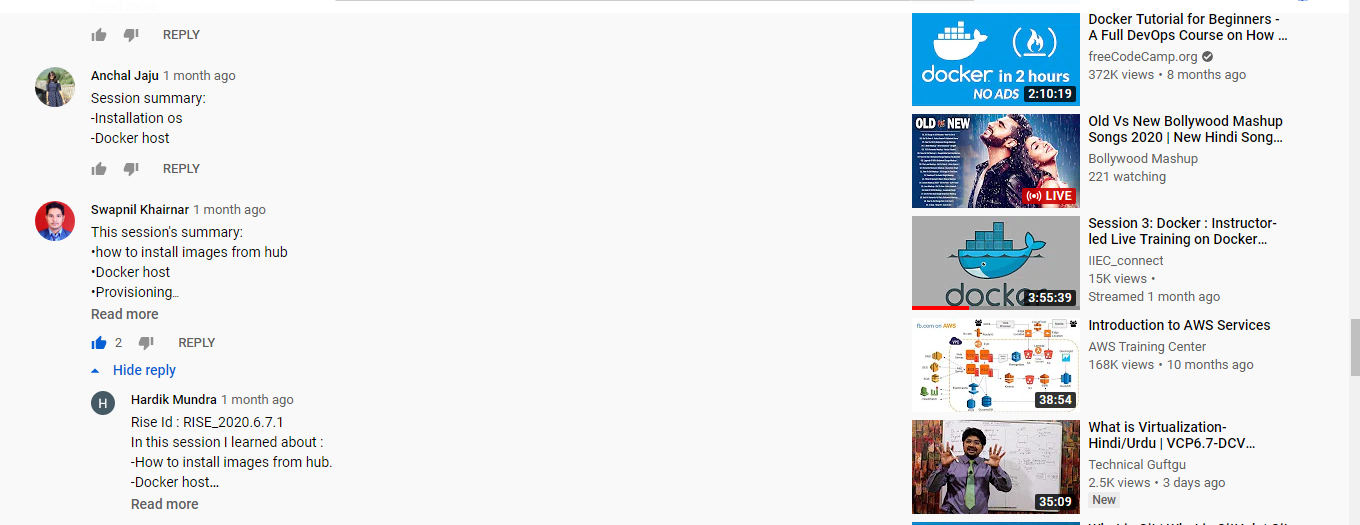 REPLY
Anchal Jaju 1 month ago
Session summary:
-Installation os
-Docker host
REPLY
Swapnil Khairnar 1 month ago
This session's summary:
•how to install images from hub
•Docker host
•Provisioning...
Read more
2 REPLY
Hide reply
H
Hardik Mundra 1 month ago
Rise Id : RISE_2020.6.7.1
In this session I learned about :
-How to install images from hub.
-Docker host...
Read more
docker in 2 hours
NO ADS 2:10:19
Docker Tutorial for Beginners -
A Full DevOps Course on How ...
freeCodeCamp.org
372K views • 8 months ago
OLD NEW
LIVE
Old Vs New Bollywood Mashup
Songs 2020 | New Hindi Song...
Bollywood Mashup
221 watching
docker
3:55:39
Session 3: Docker : Instructor-
led Live Training on Docker...
IIEC_connect
15K views •
Streamed 1 month ago
fb.com on AWS
38:54
Introduction to AWS Services
AWS Training Center
168K views • 10 months ago
35:09
What is Virtualization-
Hindi/Urdu | VCP6.7-DCV...
Technical Guftgu
2.5K views • 3 days ago
New